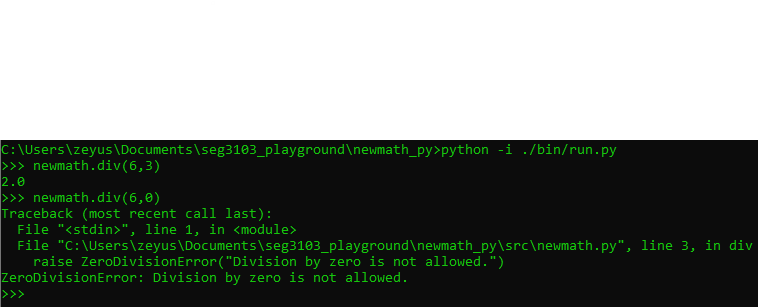 C:\Users\zeyus\Documents\seg3103_playground\newmath_py>python -i ./bin/run.py
>>> newmath.div(6,3)
2.0
>>> newmath.div(6,0)
Traceback (most recent call last):
  File "<stdin>", line 1, in <module>
  File "C:\Users\zeyus\Documents\seg3103_playground\newmath_py\src\newmath.py", line 3, in div
    raise ZeroDivisionError("Division by zero is not allowed.")
ZeroDivisionError: Division by zero is not allowed.
>>>